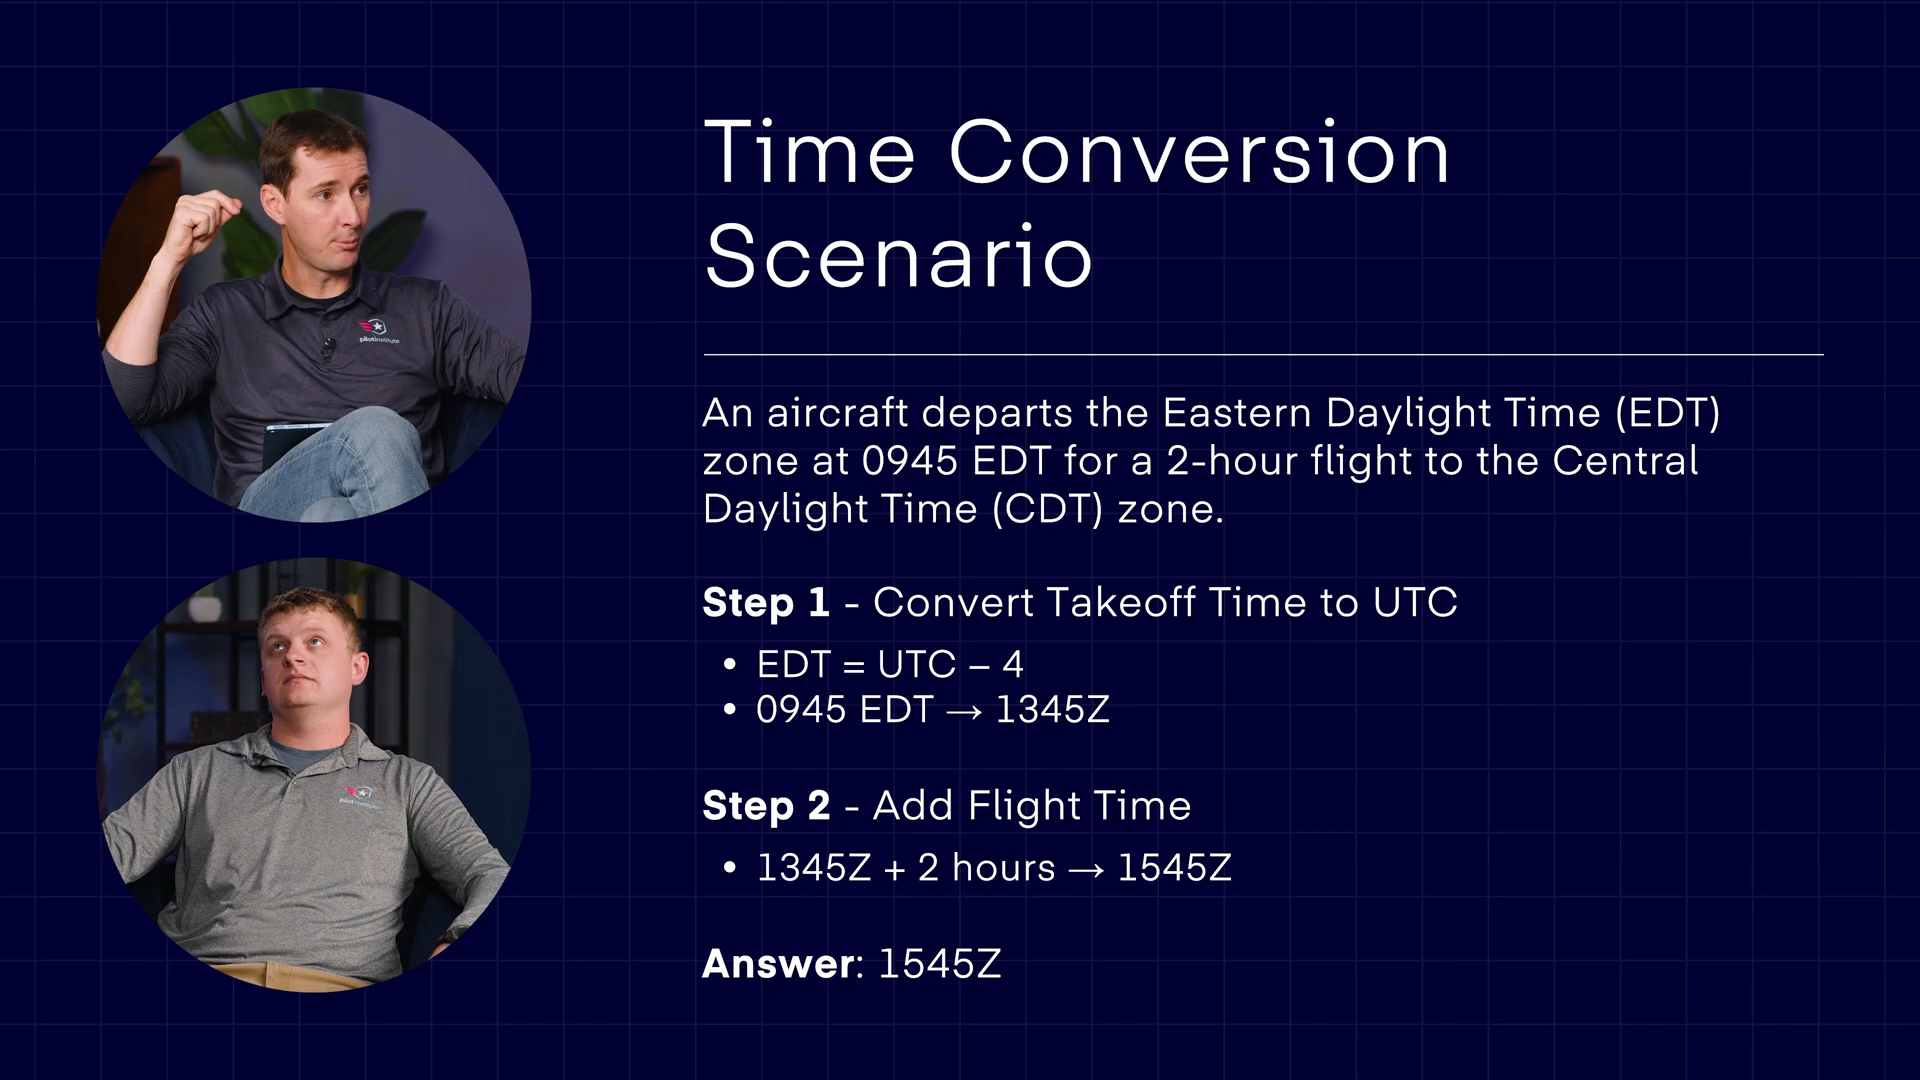 Time Conversion
Scenario
An aircraft departs the Eastern Daylight Time (EDT)
zone at 0945 EDT for a 2-hour flight to the Central
Daylight Time (CDT) zone.
Step 1 - Convert Takeoff Time to UTC
• EDT = UTC – 4
• 0945 EDT → 1345Z
Step 2 - Add Flight Time
• 1345Z + 2 hours → 1545Z
Answer: 1545Z
pilotinstitute
pilotinstitute